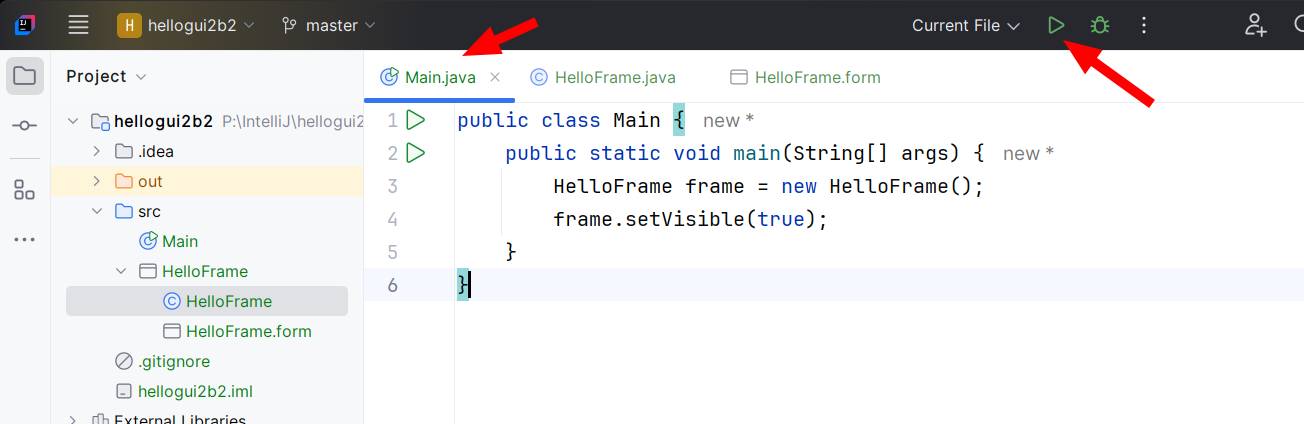 H hellogui2b2 master Current File
Project
Main.java HelloFrame.java HelloFrame.form
hellogui2b2 P:\IntelliJ\hellogui2
.idea
out
src
Main
HelloFrame
HelloFrame
HelloFrame.form
.gitignore
hellogui2b2.iml
External Libraries
1 public class Main { new *
2 public static void main(String[] args) { new *
3 HelloFrame frame = new HelloFrame();
4 frame.setVisible(true);
5 }
6 }